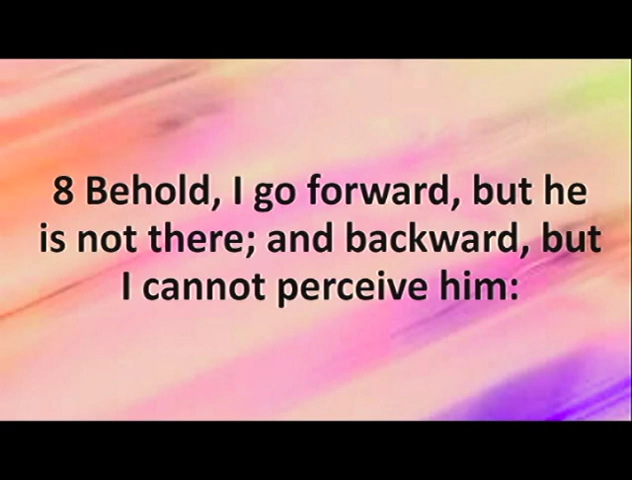 8 Behold, I go forward, but he
is not there; and backward, but
I cannot perceive him: